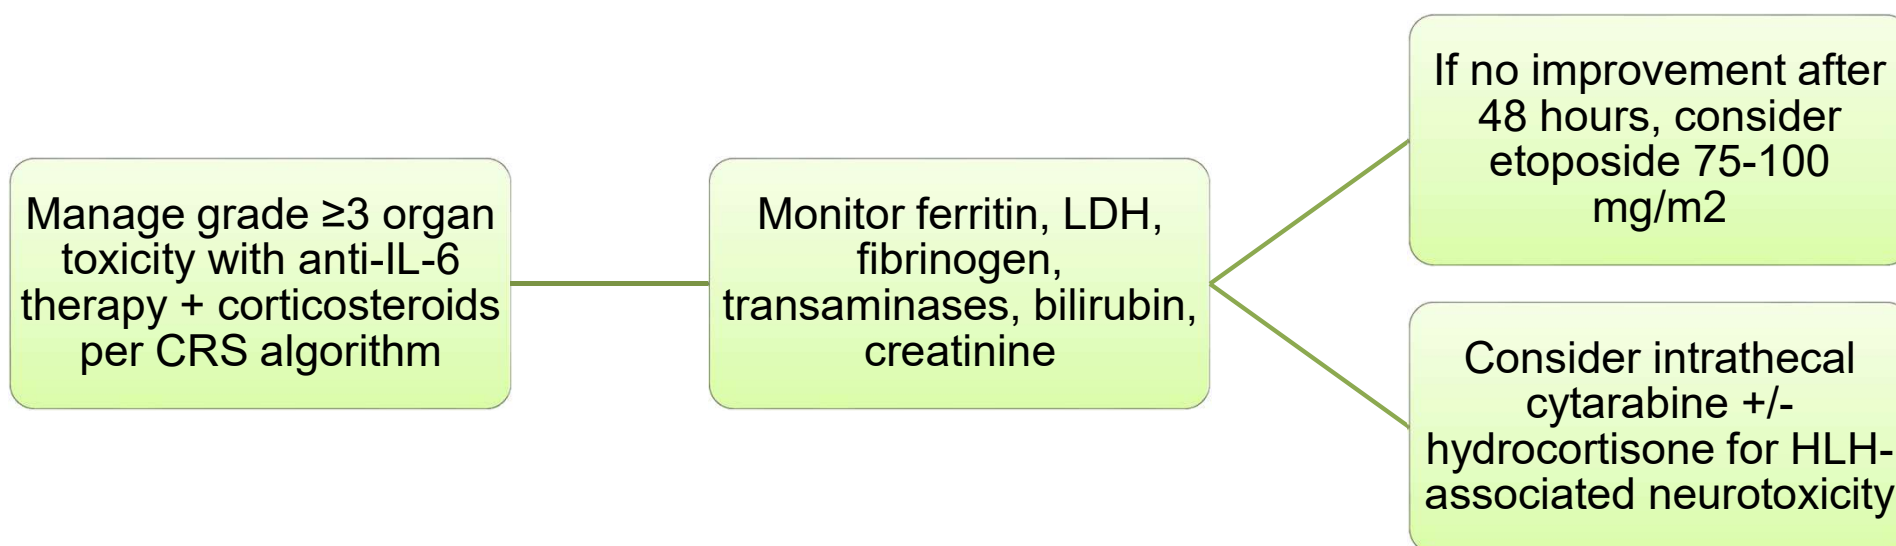 Manage grade ≥3 organ
toxicity with anti-IL-6
therapy + corticosteroids
per CRS algorithm
Monitor ferritin, LDH,
fibrinogen,
transaminases, bilirubin,
creatinine
If no improvement after
48 hours, consider
etoposide 75-100
mg/m2
Consider intrathecal
cytarabine +/-
hydrocortisone for HLH-
associated neurotoxicity